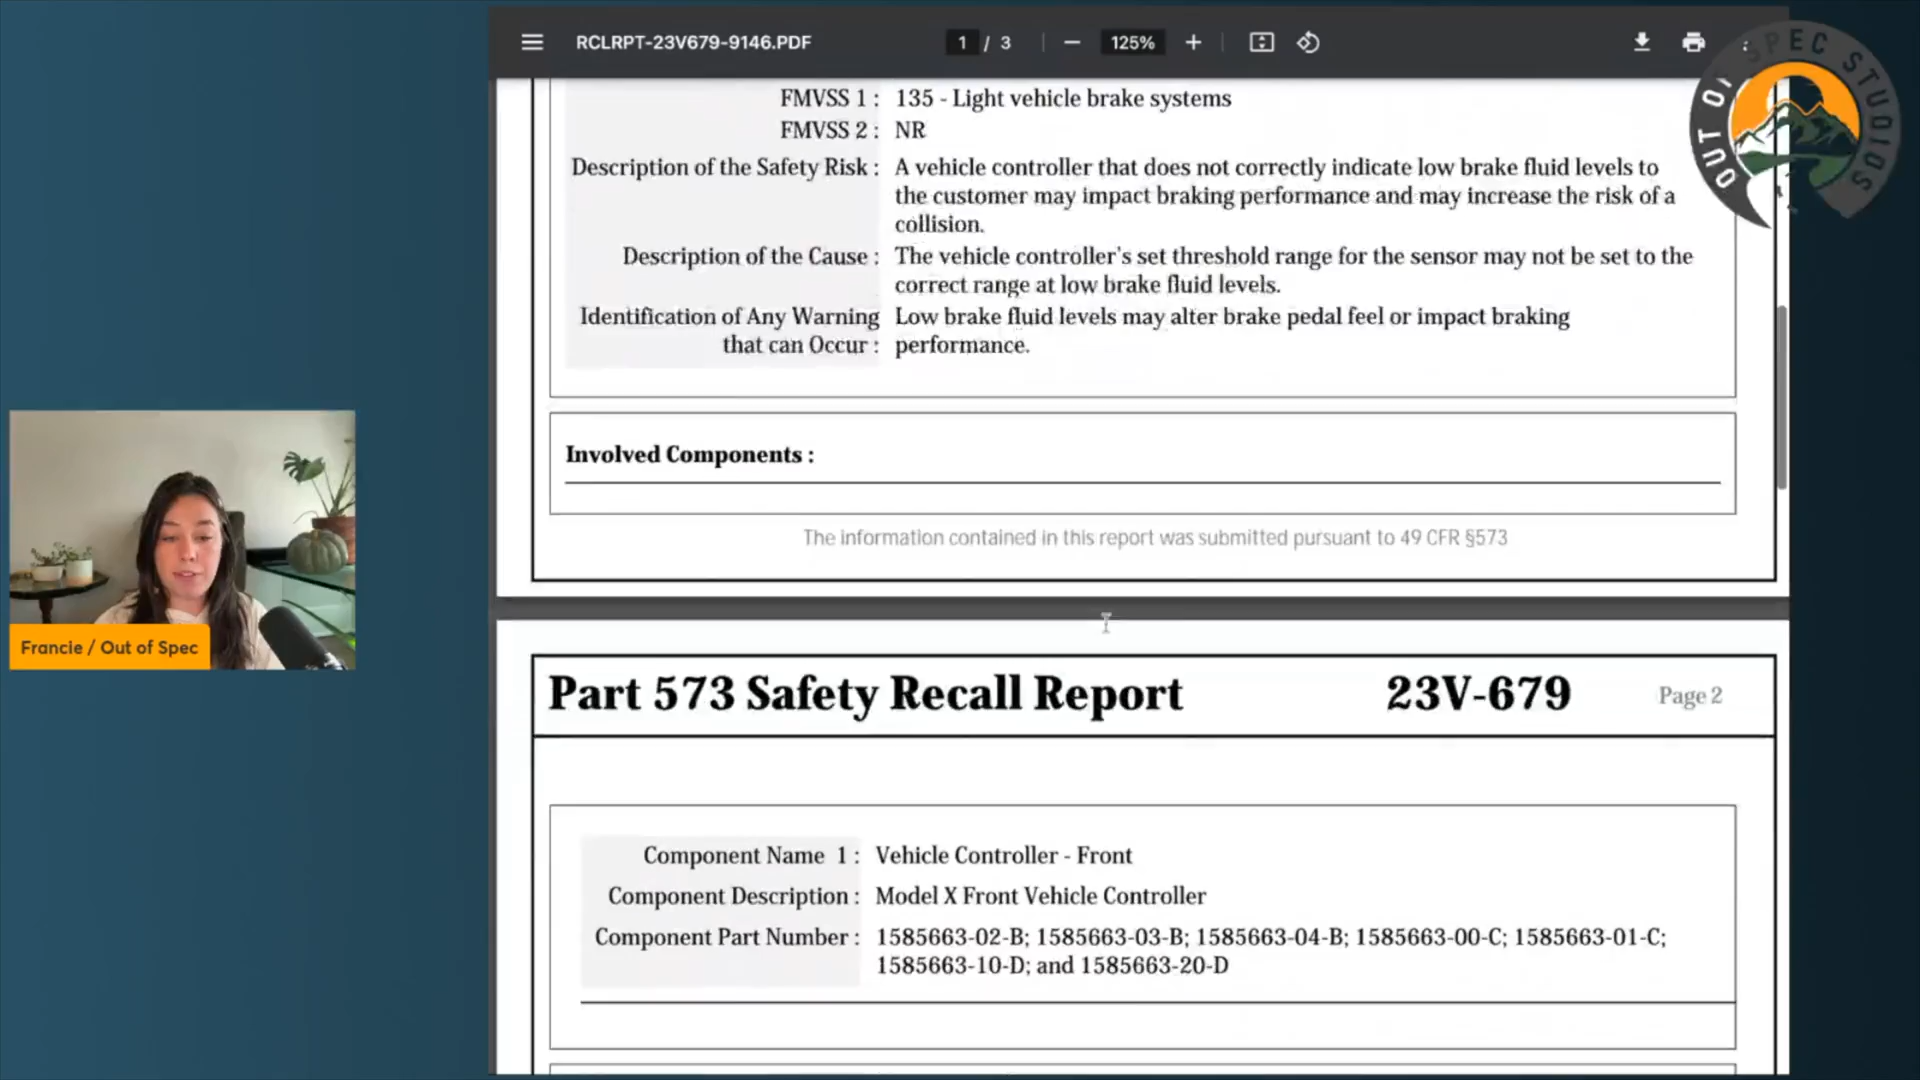 RCLRPT-23V679-9146.PDF
1 / 3
125%
OUT OF SPEC STUDIOS
FMVSS 1 : 135 - Light vehicle brake systems
FMVSS 2 : NR
Description of the Safety Risk : A vehicle controller that does not correctly indicate low brake fluid levels to
the customer may impact braking performance and may increase the risk of a
collision.
Description of the Cause : The vehicle controller's set threshold range for the sensor may not be set to the
correct range at low brake fluid levels.
Identification of Any Warning Low brake fluid levels may alter brake pedal feel or impact braking
that can Occur : performance.
Involved Components :
The information contained in this report was submitted pursuant to 49 CFR §573
Francie / Out of Spec
Part 573 Safety Recall Report 23V-679 Page 2
Component Name 1 : Vehicle Controller - Front
Component Description : Model X Front Vehicle Controller
Component Part Number : 1585663-02-B; 1585663-03-B; 1585663-04-B; 1585663-00-C; 1585663-01-C;
1585663-10-D; and 1585663-20-D